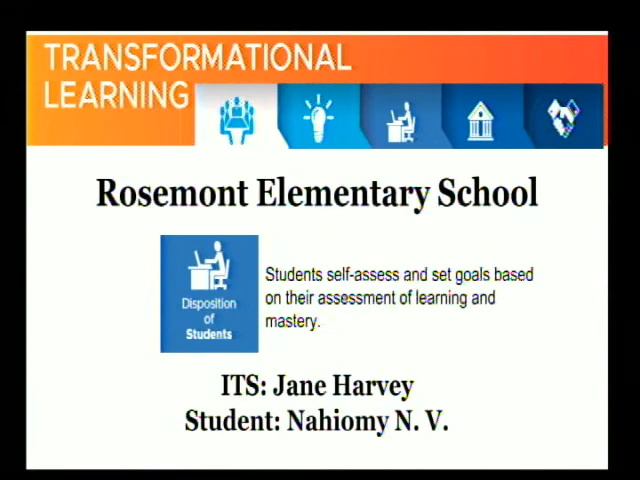 TRANSFORMATIONAL
LEARNING
Rosemont Elementary School
Disposition
of
Students
Students self-assess and set goals based
on their assessment of learning and
mastery.
ITS: Jane Harvey
Student: Nahiomy N. V.